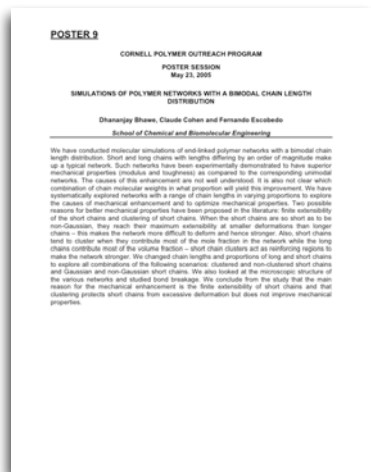 POSTER 9
CORNELL POLYMER OUTREACH PROGRAM
POSTER SESSION
May 23, 2005
SIMULATIONS OF POLYMER NETWORKS WITH A BIMODAL CHAIN LENGTH
DISTRIBUTION
Dhananjay Bhawe, Claude Cohen and Fernando Escobedo
School of Chemical and Biomolecular Engineering
We have conducted molecular simulations of end-linked polymer networks with a bimodal chain
length distribution. Short and long chains with lengths differing by an order of magnitude make
up a typical network. Such networks have been experimentally demonstrated to have superior
mechanical properties (modulus and toughness) as compared to the corresponding unimodal
networks. The causes of this enhancement are not well understood. It is also not clear which
combination of chain molecular weights in what proportion will yield this improvement. We have
systematically explored networks with a range of chain lengths in varying proportions to explore
the causes of mechanical enhancement and to optimize mechanical properties. Two possible
reasons for better mechanical properties have been proposed in the literature: finite extensibility
of the short chains and clustering of short chains. When the short chains are so short as to be
non-Gaussian, they reach their maximum extensibility at smaller deformations than longer
chains – this makes the network more difficult to deform and hence stronger. Also, short chains
tend to cluster when they contribute most of the mole fraction in the network while the long
chains contribute most of the volume fraction – short chain clusters act as reinforcing regions to
make the network stronger. We changed chain lengths and proportions of long and short chains
to explore all combinations of the following scenarios: clustered and non-clustered short chains
and Gaussian and non-Gaussian short chains. We also looked at the microscopic structure of
the various networks and studied bond breakage. We conclude from the study that the main
reason for the mechanical enhancement is the finite extensibility of short chains and that
clustering protects short chains from excessive deformation but does not improve mechanical
properties.